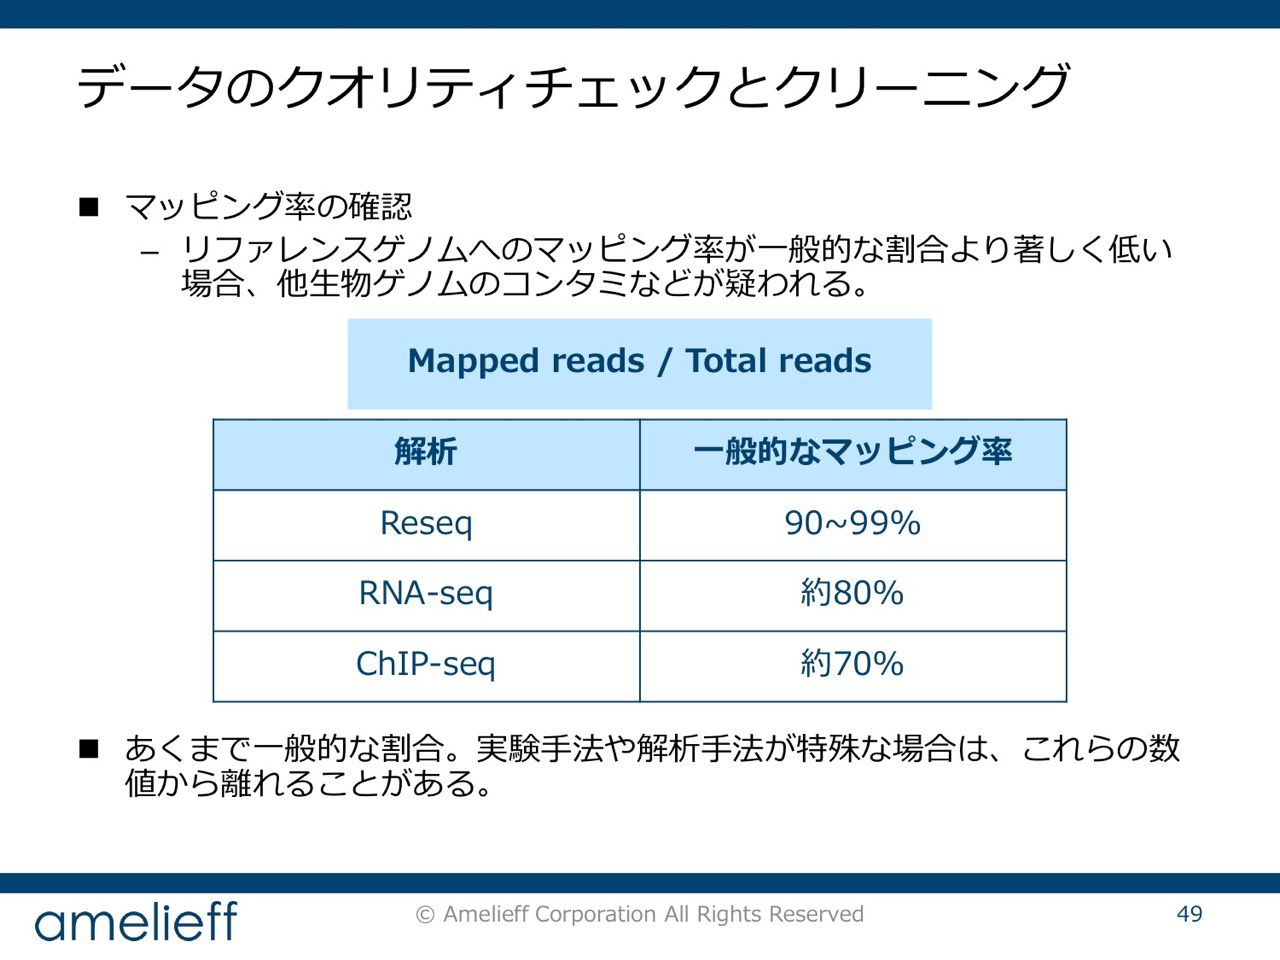 データのクオリティチェックとクリーニング
■ マッピング率の確認
– リファレンスゲノムへのマッピング率が一般的な割合より著しく低い
場合、他生物ゲノムのコンタミなどが疑われる。
Mapped reads / Total reads
解析 一般的なマッピング率
Reseq 90~99%
RNA-seq 約80%
ChIP-seq 約70%
■ あくまで一般的な割合。実験手法や解析手法が特殊な場合は、これらの数
値から離れることがある。
amelieff © Amelieff Corporation All Rights Reserved 49